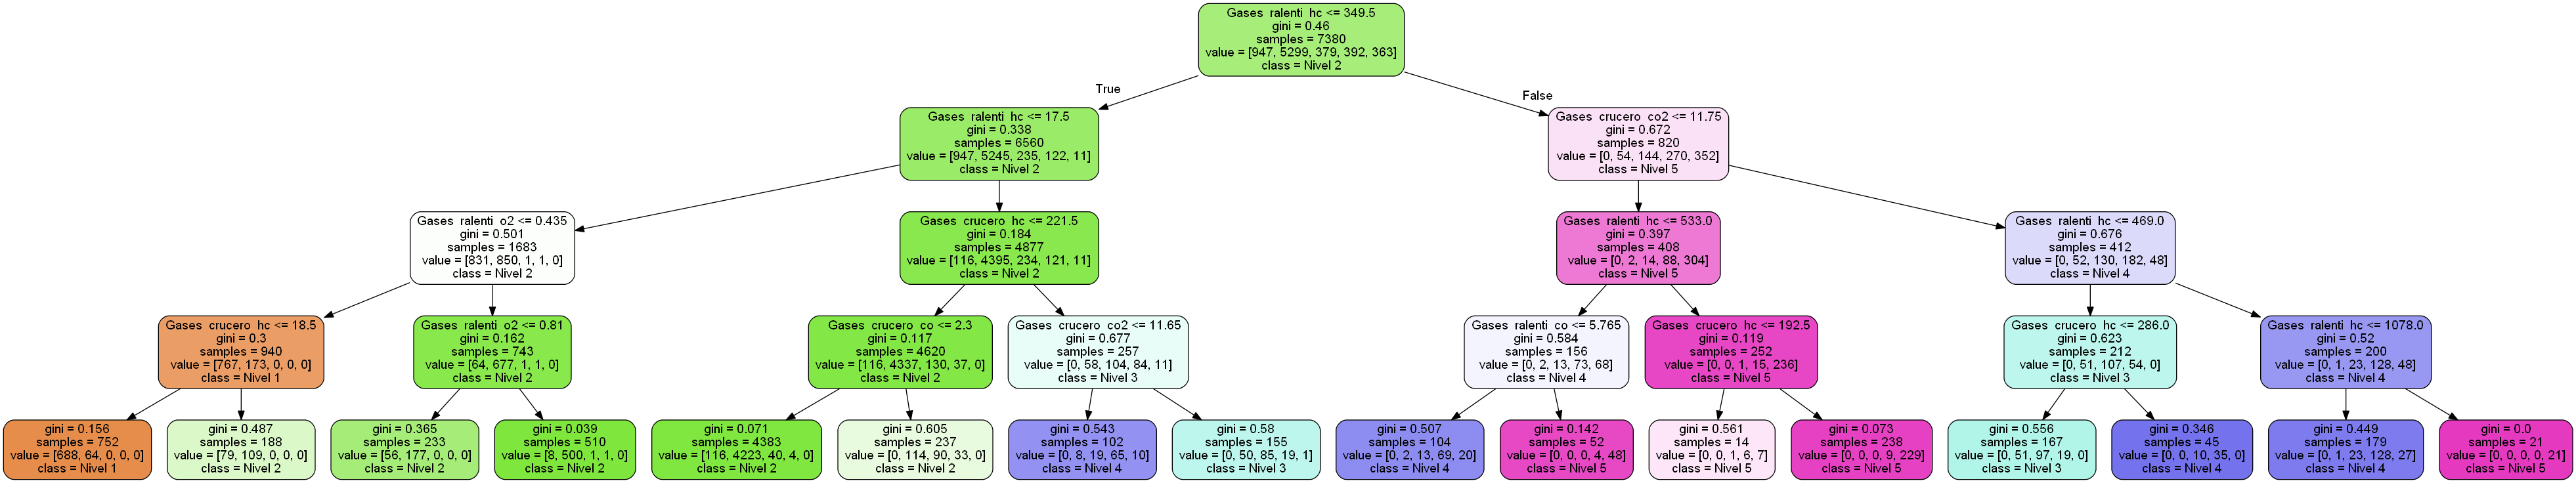 Gases ralenti hc <= 349.5
gini = 0.46
samples = 7380
value = [947, 5299, 379, 392, 363]
class = Nivel 2
True
False
Gases ralenti hc <= 17.5
gini = 0.338
samples = 6560
value = [947, 5245, 235, 122, 11]
class = Nivel 2
Gases crucero co2 <= 11.75
gini = 0.672
samples = 820
value = [0, 54, 144, 270, 352]
class = Nivel 5
Gases ralenti o2 <= 0.435
gini = 0.501
samples = 1683
value = [831, 850, 1, 1, 0]
class = Nivel 2
Gases crucero hc <= 221.5
gini = 0.184
samples = 4877
value = [116, 4395, 234, 121, 11]
class = Nivel 2
Gases ralenti hc <= 533.0
gini = 0.397
samples = 408
value = [0, 2, 14, 88, 304]
class = Nivel 5
Gases ralenti hc <= 469.0
gini = 0.676
samples = 412
value = [0, 52, 130, 182, 48]
class = Nivel 4
Gases crucero hc <= 18.5
gini = 0.3
samples = 940
value = [767, 173, 0, 0, 0]
class = Nivel 1
Gases ralenti o2 <= 0.81
gini = 0.162
samples = 743
value = [64, 677, 1, 1, 0]
class = Nivel 2
Gases crucero co <= 2.3
gini = 0.117
samples = 4620
value = [116, 4337, 130, 37, 0]
class = Nivel 2
Gases crucero co2 <= 11.65
gini = 0.677
samples = 257
value = [0, 58, 104, 84, 11]
class = Nivel 3
Gases ralenti co <= 5.765
gini = 0.584
samples = 156
value = [0, 2, 13, 73, 68]
class = Nivel 4
Gases crucero hc <= 192.5
gini = 0.119
samples = 252
value = [0, 0, 1, 15, 236]
class = Nivel 5
Gases crucero hc <= 286.0
gini = 0.623
samples = 212
value = [0, 51, 107, 54, 0]
class = Nivel 3
Gases ralenti hc <= 1078.0
gini = 0.52
samples = 200
value = [0, 1, 23, 128, 48]
class = Nivel 4
gini = 0.156
samples = 752
value = [688, 64, 0, 0, 0]
class = Nivel 1
gini = 0.487
samples = 188
value = [79, 109, 0, 0, 0]
class = Nivel 2
gini = 0.365
samples = 233
value = [56, 177, 0, 0, 0]
class = Nivel 2
gini = 0.039
samples = 510
value = [8, 500, 1, 1, 0]
class = Nivel 2
gini = 0.071
samples = 4383
value = [116, 4223, 40, 4, 0]
class = Nivel 2
gini = 0.605
samples = 237
value = [0, 114, 90, 33, 0]
class = Nivel 2
gini = 0.543
samples = 102
value = [0, 8, 19, 65, 10]
class = Nivel 4
gini = 0.58
samples = 155
value = [0, 50, 85, 19, 1]
class = Nivel 3
gini = 0.507
samples = 104
value = [0, 2, 13, 69, 20]
class = Nivel 4
gini = 0.142
samples = 52
value = [0, 0, 0, 4, 48]
class = Nivel 5
gini = 0.561
samples = 14
value = [0, 0, 1, 6, 7]
class = Nivel 5
gini = 0.073
samples = 238
value = [0, 0, 0, 9, 229]
class = Nivel 5
gini = 0.556
samples = 167
value = [0, 51, 97, 19, 0]
class = Nivel 3
gini = 0.346
samples = 45
value = [0, 0, 10, 35, 0]
class = Nivel 4
gini = 0.449
samples = 179
value = [0, 1, 23, 128, 27]
class = Nivel 4
gini = 0.0
samples = 21
value = [0, 0, 0, 0, 21]
class = Nivel 5